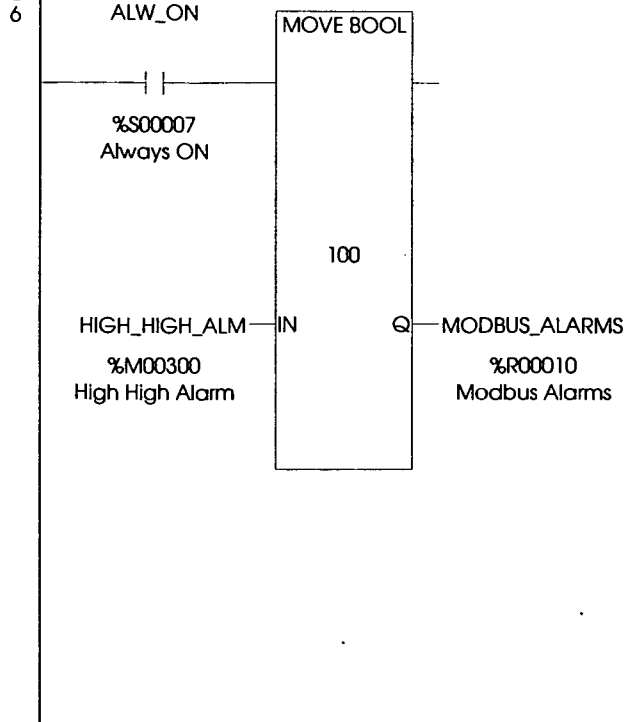 6
ALW_ON
MOVE BOOL
%S00007
Always ON
100
HIGH_HIGH_ALM IN Q MODBUS_ALARMS
%M00300 %R00010
High High Alarm Modbus Alarms